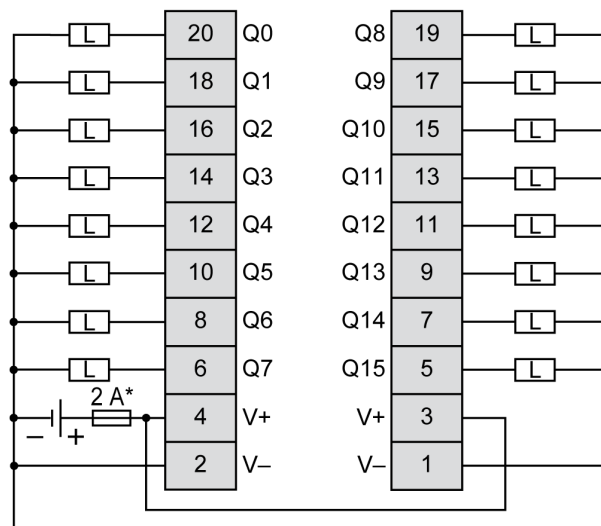 L 20 Q0 Q8 19 L
L 18 Q1 Q9 17 L
L 16 Q2 Q10 15 L
L 14 Q3 Q11 13 L
L 12 Q4 Q12 11 L
L 10 Q5 Q13 9 L
L 8 Q6 Q14 7 L
L 6 Q7 Q15 5 L
2 A*
– + 4 V+ V+ 3
2 V– V– 1